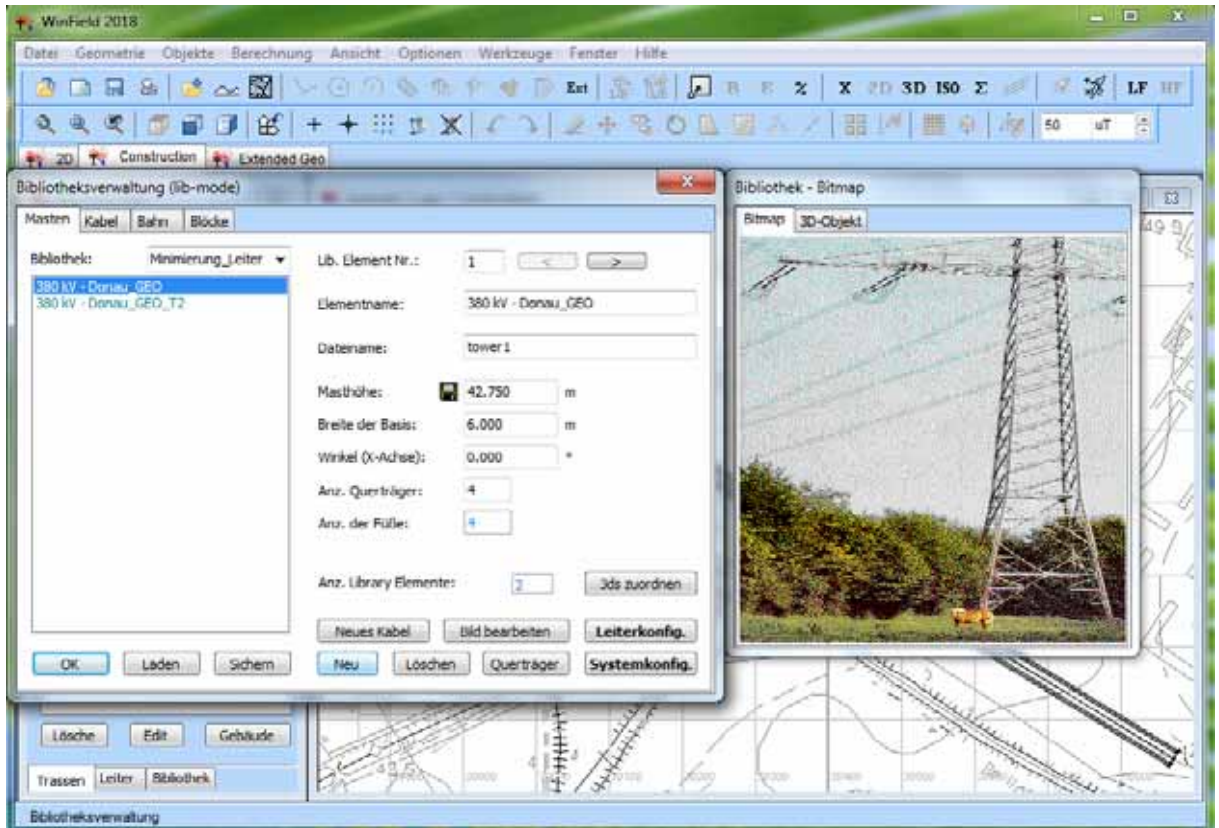 WinField 2018
Datei Geometrie Objekte Berechnung Ansicht Optionen Werkzeuge Fenster Hilfe
Ext B E X 2D 3D ISO Σ LF HF
50 uT
2D Construction Extended Geo
Bibliotheksverwaltung (lib-mode)
Masten Kabel Bahn Blöcke
Bibliothek: Minimierung_Leiter
380 kV - Donau_GEO
380 kV - Donau_GEO_T2
Lib. Element Nr.: 1 < >
Elementname: 380 kV - Donau_GEO
Dateiname: tower1
Masthöhe: 42.750 m
Breite der Basis: 6.000 m
Winkel (X-Achse): 0.000 °
Anz. Querträger: 4
Anz. der Füße: 4
Anz. Library Elemente: 2 3ds zuordnen
Neues Kabel Bild bearbeiten Leiterkonfig.
OK Laden Sichern Neu Löschen Querträger Systemkonfig.
Bibliothek - Bitmap
Bitmap 3D-Objekt
Lösche Edit Gebäude
Trassen Leiter Bibliothek
Bibliotheksverwaltung